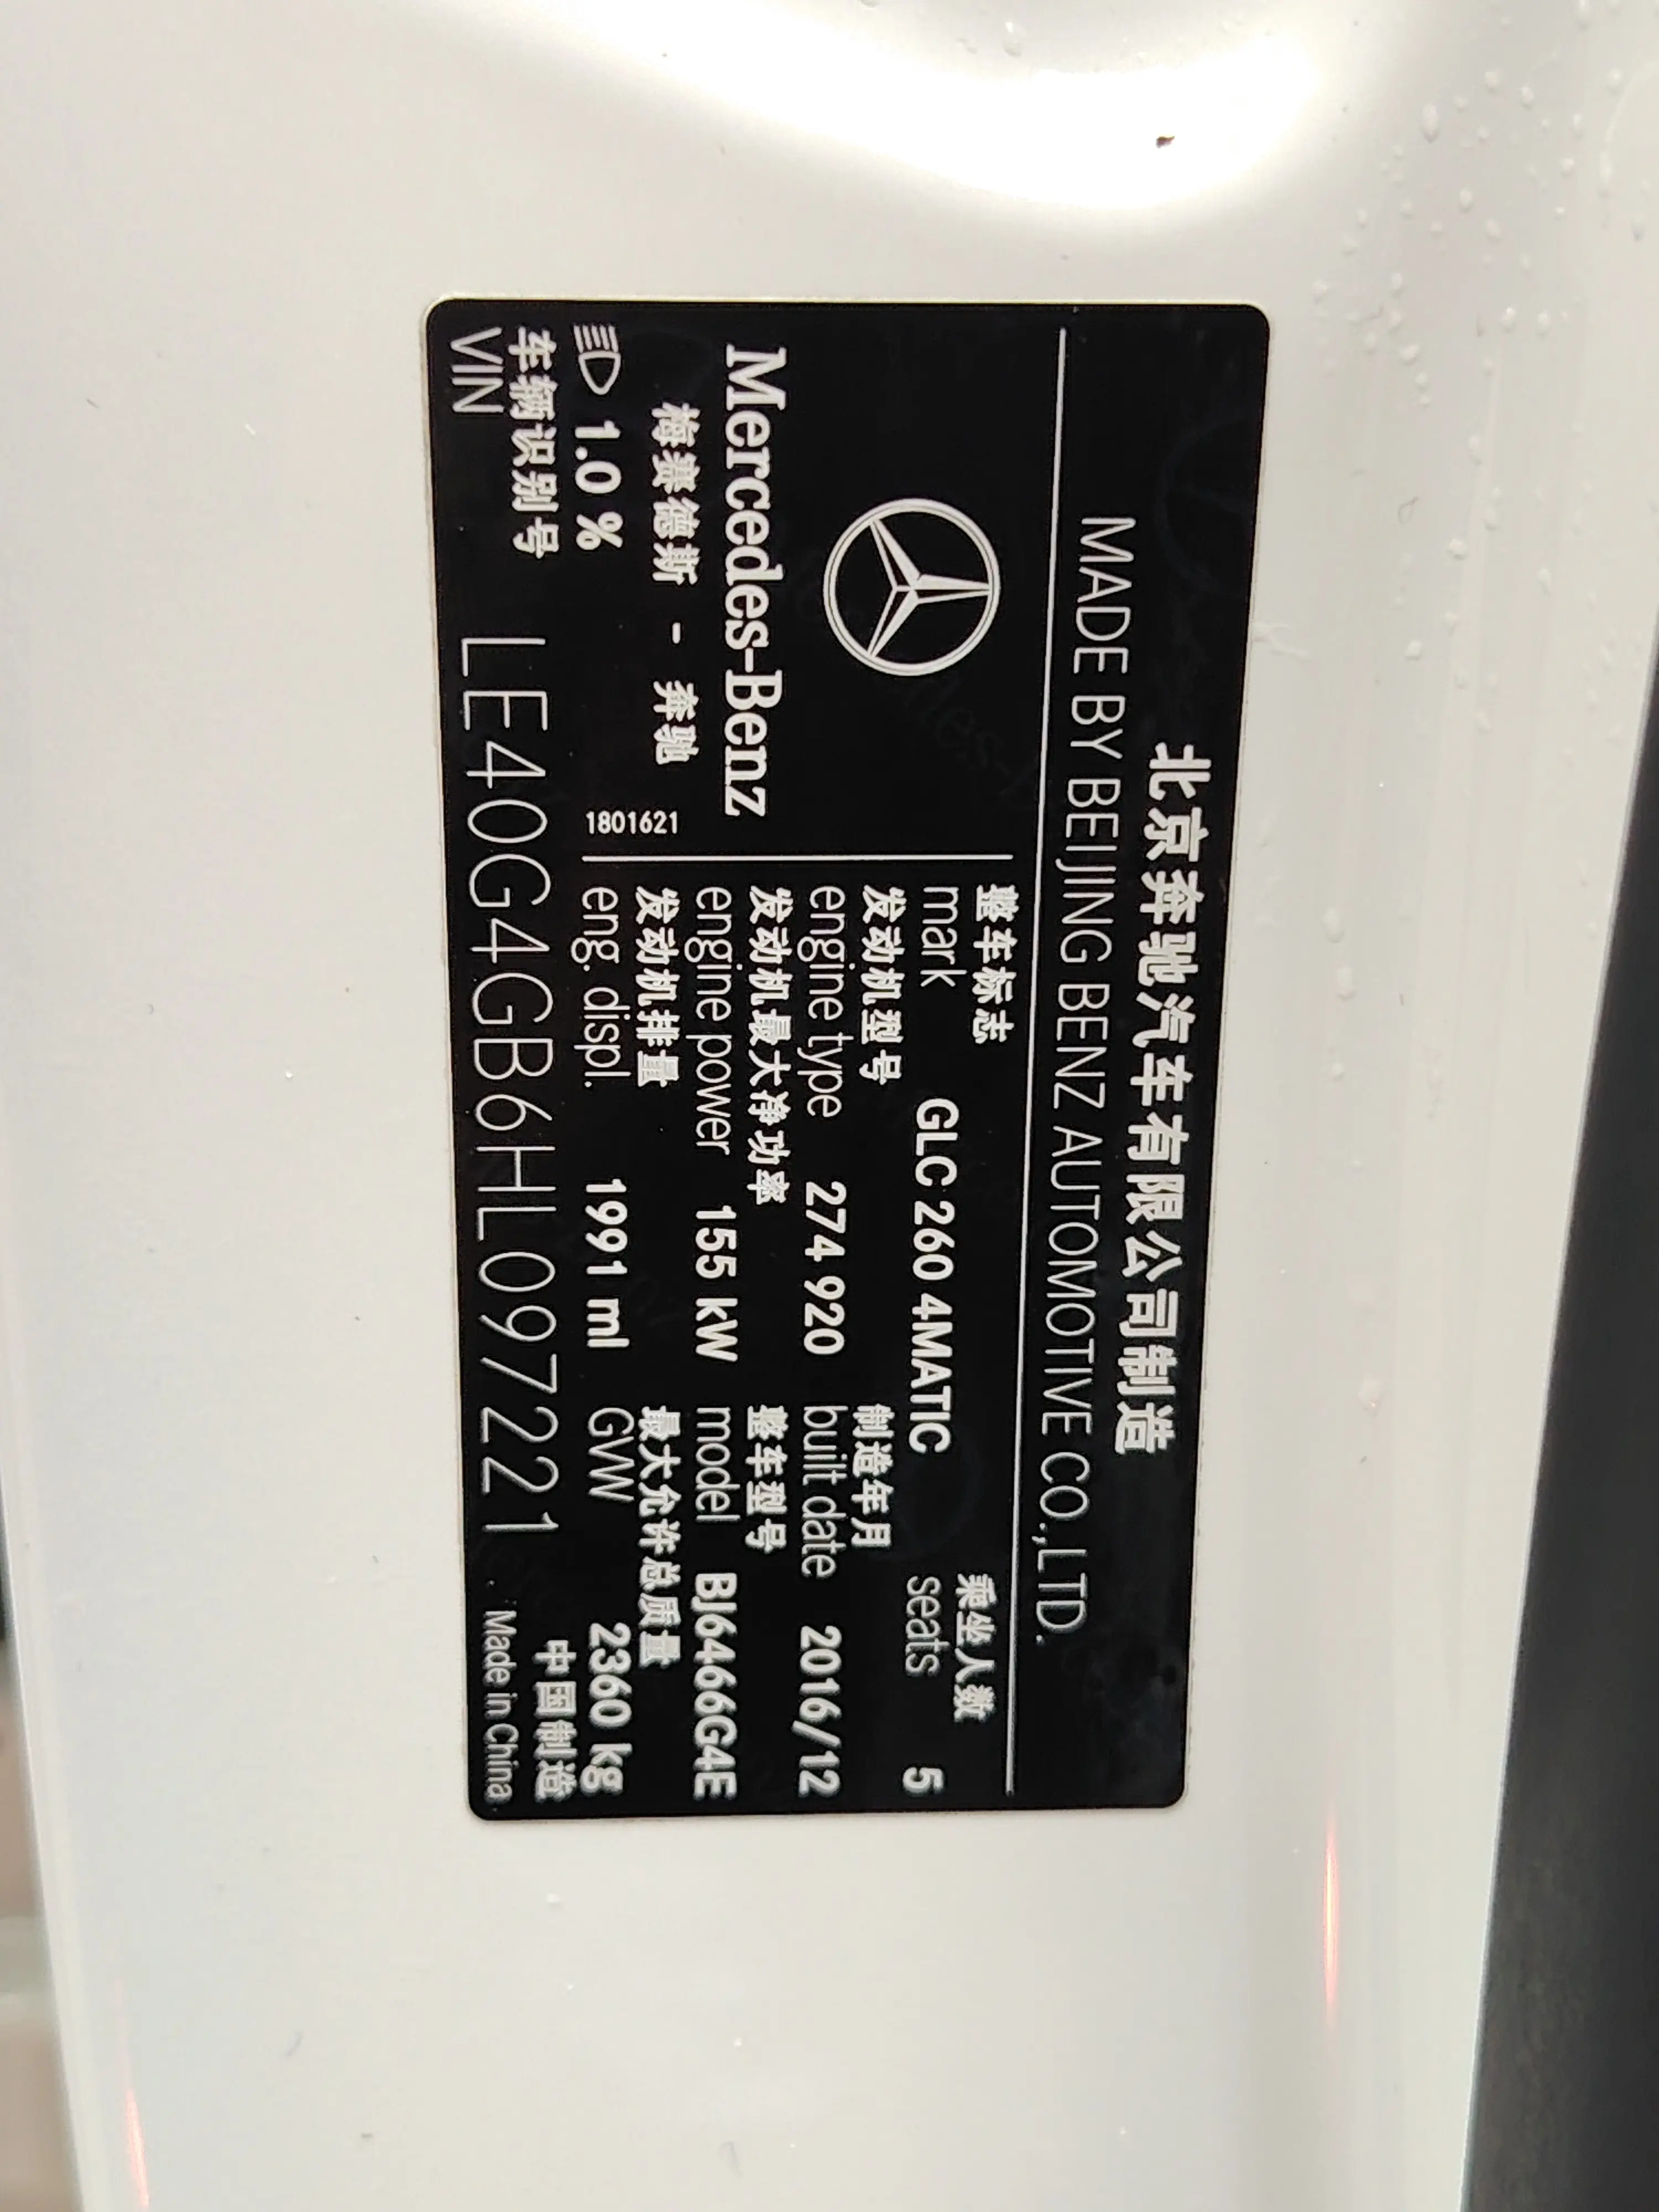 北京奔驰汽车有限公司制造
MADE BY BEIJING BENZ AUTOMOTIVE CO.,LTD.
Mercedes-Benz
梅赛德斯 - 奔驰
1801621
1.0 %
整车标志
mark GLC 260 4MATIC
乘坐人数
seats 5
发动机型号
engine type 274 920
制造年月
built date 2016/12
发动机最大净功率
engine power 155 kW
整车型号
model BJ6466G4E
发动机排量
eng. displ. 1991 ml
最大允许总质量
GVW 2360 kg
车辆识别号
VIN LE40G4GB6HL097221
中国制造
Made in China